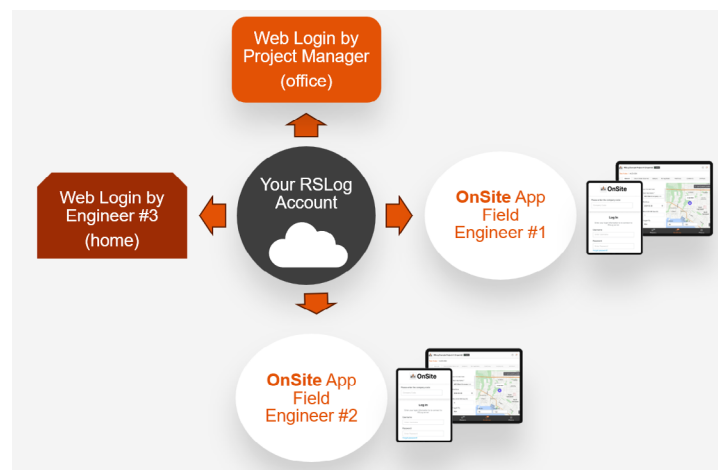 Web Login by
Project Manager
(office)
Your RSLog
Account
Web Login by
Engineer #3
(home)
OnSite App
Field
Engineer #1
OnSite
Log In
OnSite App
Field
Engineer #2
OnSite
Log In